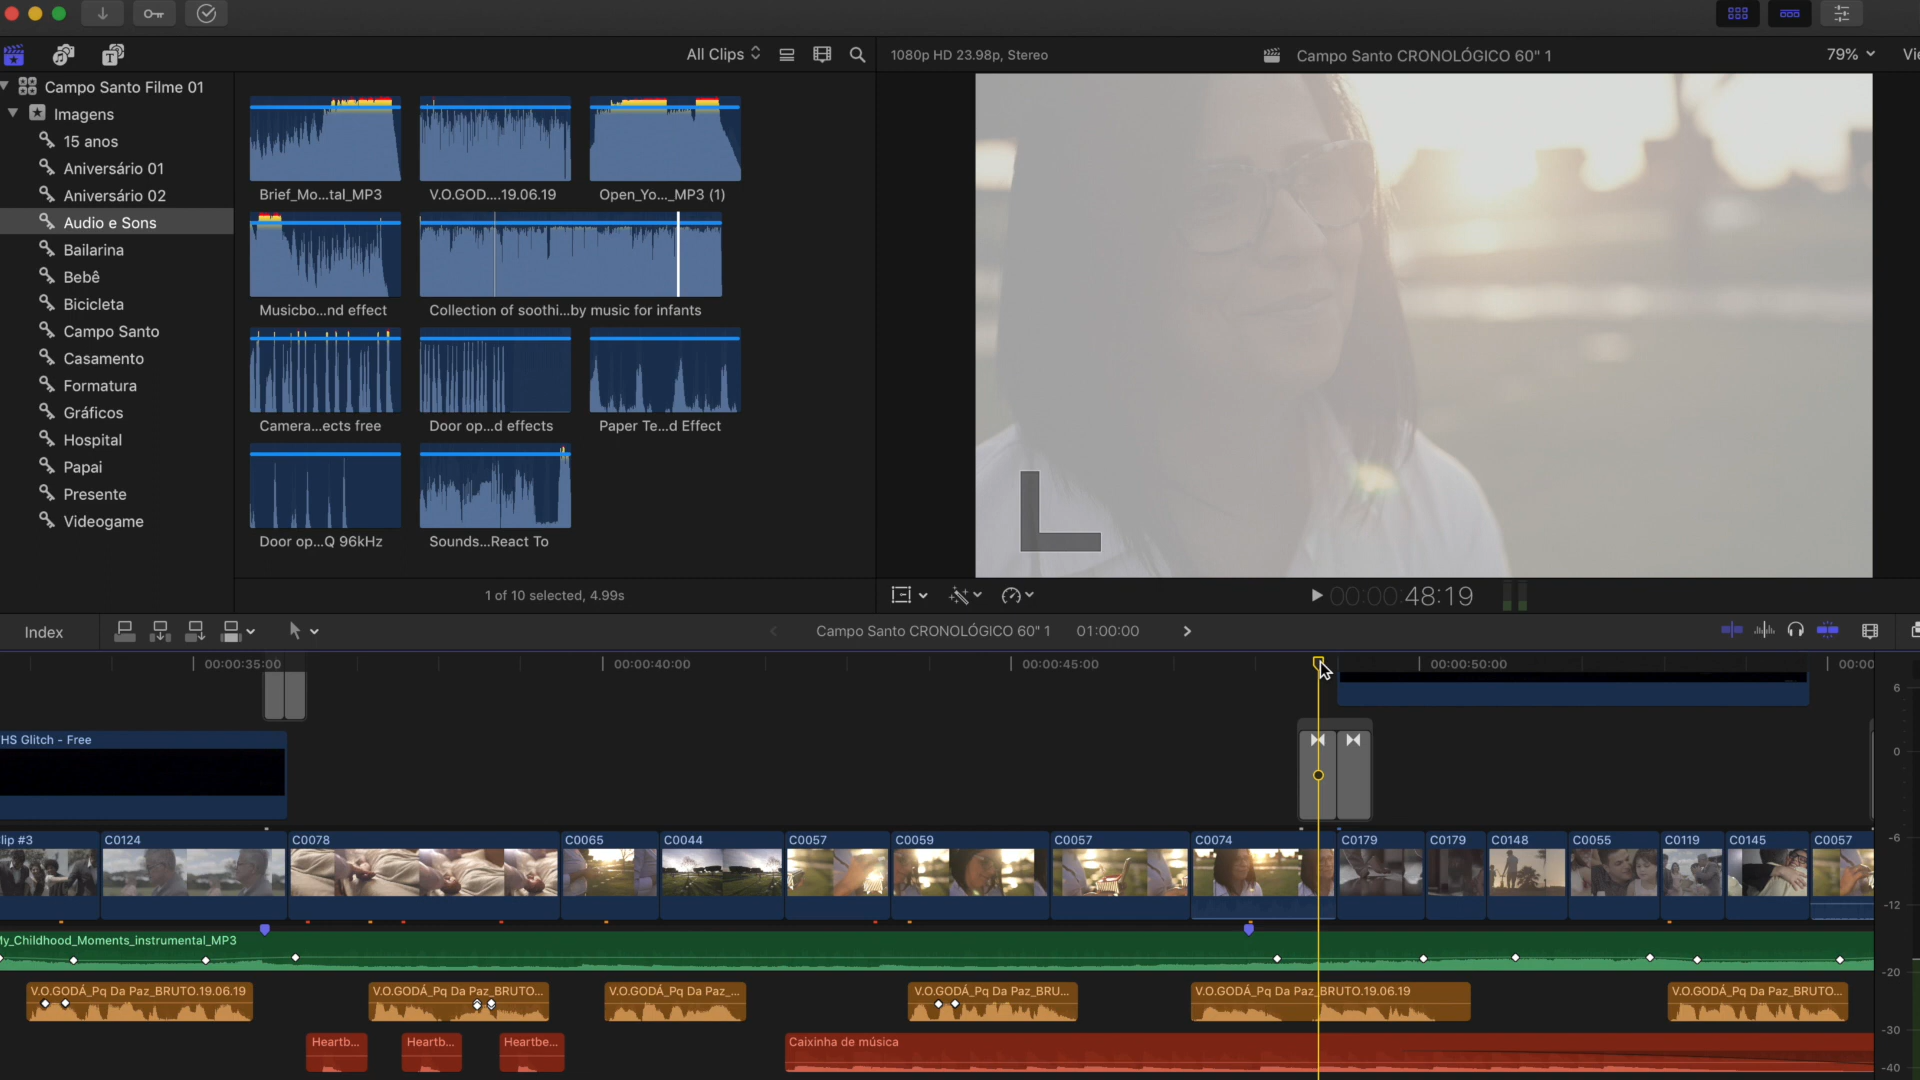 All Clips
1080p HD 23.98p, Stereo
Campo Santo CRONOLÓGICO 60" 1
79%
Campo Santo Filme 01
Imagens
15 anos
Aniversário 01
Aniversário 02
Audio e Sons
Bailarina
Bebê
Bicicleta
Campo Santo
Casamento
Formatura
Gráficos
Hospital
Papai
Presente
Videogame
Brief_Mo...tal_MP3
V.O.GOD....19.06.19
Open_Yo..._MP3 (1)
Musicbo...nd effect
Collection of soothi...by music for infants
Camera...ects free
Door op...d effects
Paper Te...d Effect
Door op...Q 96kHz
Sounds...React To
1 of 10 selected, 4.99s
00:00:48:19
Index
Campo Santo CRONOLÓGICO 60" 1
01:00:00
00:00:35:00
00:00:40:00
00:00:45:00
00:00:50:00
00:00
HS Glitch - Free
lip #3
C0124
C0078
C0065
C0044
C0057
C0059
C0057
C0074
C0179
C0179
C0148
C0055
C0119
C0145
C0057
y_Childhood_Moments_instrumental_MP3
V.O.GODÁ_Pq Da Paz_BRUTO.19.06.19
V.O.GODÁ_Pq Da Paz_BRUTO...
V.O.GODÁ_Pq Da Paz_...
V.O.GODÁ_Pq Da Paz_BRU...
V.O.GODÁ_Pq Da Paz_BRUTO.19.06.19
V.O.GODÁ_Pq Da Paz_BRUTO...
Heartb...
Heartb...
Heartbe...
Caixinha de música
6
0
-6
-12
-20
-30
-40